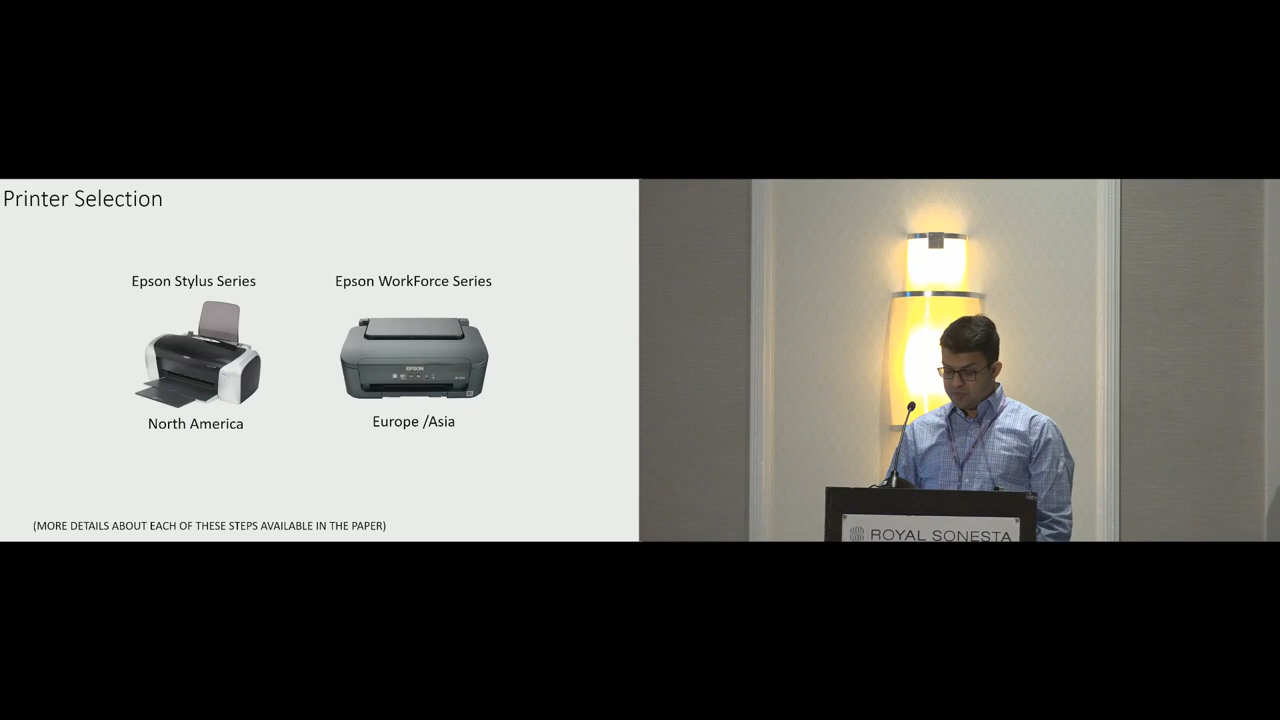 Printer Selection
Epson Stylus Series
Epson WorkForce Series
EPSON
North America
Europe /Asia
(MORE DETAILS ABOUT EACH OF THESE STEPS AVAILABLE IN THE PAPER)
ROYAL SONESTA